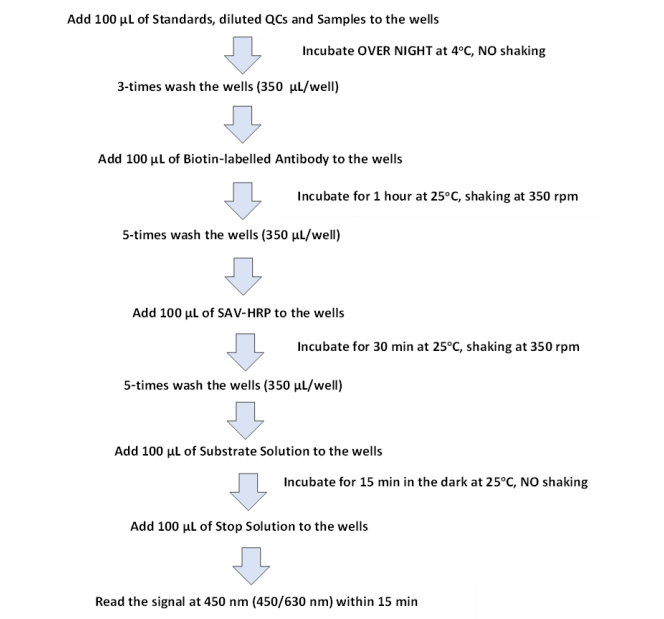 Add 100 µL of Standards, diluted QCs and Samples to the wells
Incubate OVER NIGHT at 4°C, NO shaking
3-times wash the wells (350 µL/well)
Add 100 µL of Biotin-labelled Antibody to the wells
Incubate for 1 hour at 25°C, shaking at 350 rpm
5-times wash the wells (350 µL/well)
Add 100 µL of SAV-HRP to the wells
Incubate for 30 min at 25°C, shaking at 350 rpm
5-times wash the wells (350 µL/well)
Add 100 µL of Substrate Solution to the wells
Incubate for 15 min in the dark at 25°C, NO shaking
Add 100 µL of Stop Solution to the wells
Read the signal at 450 nm (450/630 nm) within 15 min